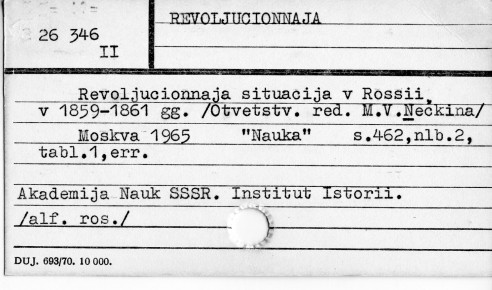 REVOLJUCIONNAJA
26 346
II
Revoljucionnaja situacija v Rossii,
v 1859-1861 gg. /Otvetstv. red. M.V.Nečkina/
Moskva 1965 "Nauka" s.462,nlb.2,
tabl.1,err.
Akademija Nauk SSSR. Institut Istorii.
/alf. ros./
DUJ. 693/70. 10 000.